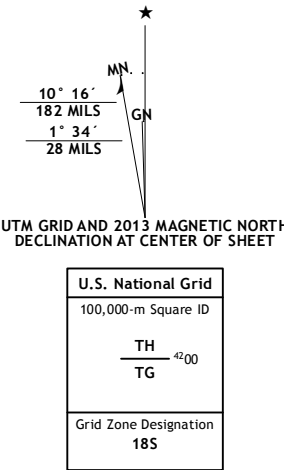 ★
MN
10° 16´
182 MILS
GN
1° 34´
28 MILS
UTM GRID AND 2013 MAGNETIC NORTH
DECLINATION AT CENTER OF SHEET
U.S. National Grid
100,000-m Square ID
TH
4200
TG
Grid Zone Designation
18S